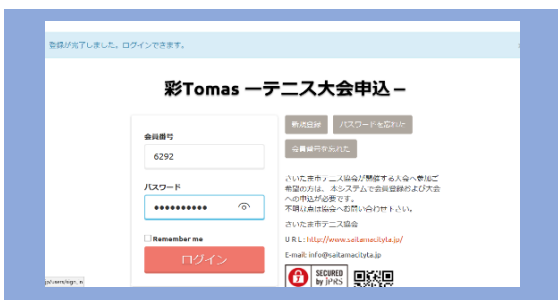 登録が完了しました。ログインできます。
彩Tomas ーテニス大会申込 –
新規登録 パスワードを忘れた
会員番号を忘れた
会員番号
6292
パスワード
••••••••••
Remember me
ログイン
さいたま市テニス協会が開催する大会へ参加ご
希望の方は、本システムで会員登録および大会
への申込が必要です。
不明な点は協会へお問い合わせ下さい。
さいたま市テニス協会
URL: http://www.saitamacityta.jp/
E-mail: info@saitamacityta.jp
SECURED
by JPRS
jp/users/sign_in